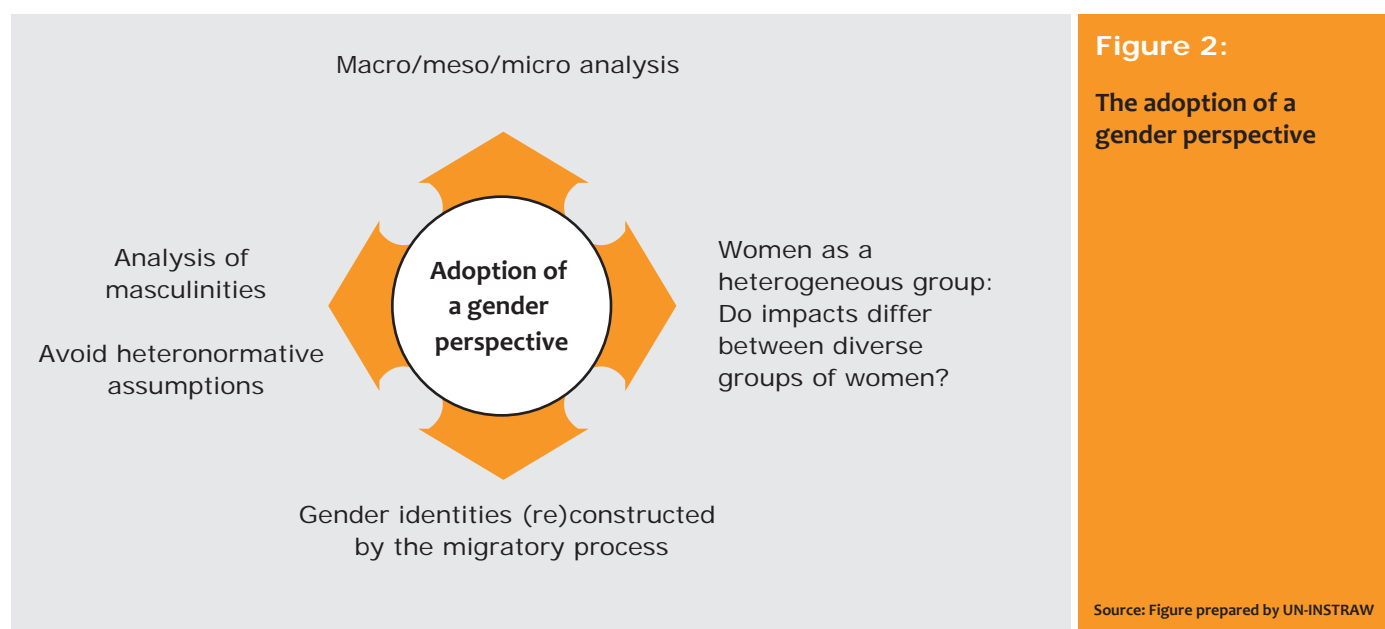 Macro/meso/micro analysis
Analysis of
masculinities
Avoid heteronormative
assumptions
Adoption of
a gender
perspective
Women as a
heterogeneous group:
Do impacts differ
between diverse
groups of women?
Gender identities (re)constructed
by the migratory process
Figure 2:
The adoption of a
gender perspective
Source: Figure prepared by UN-INSTRAW